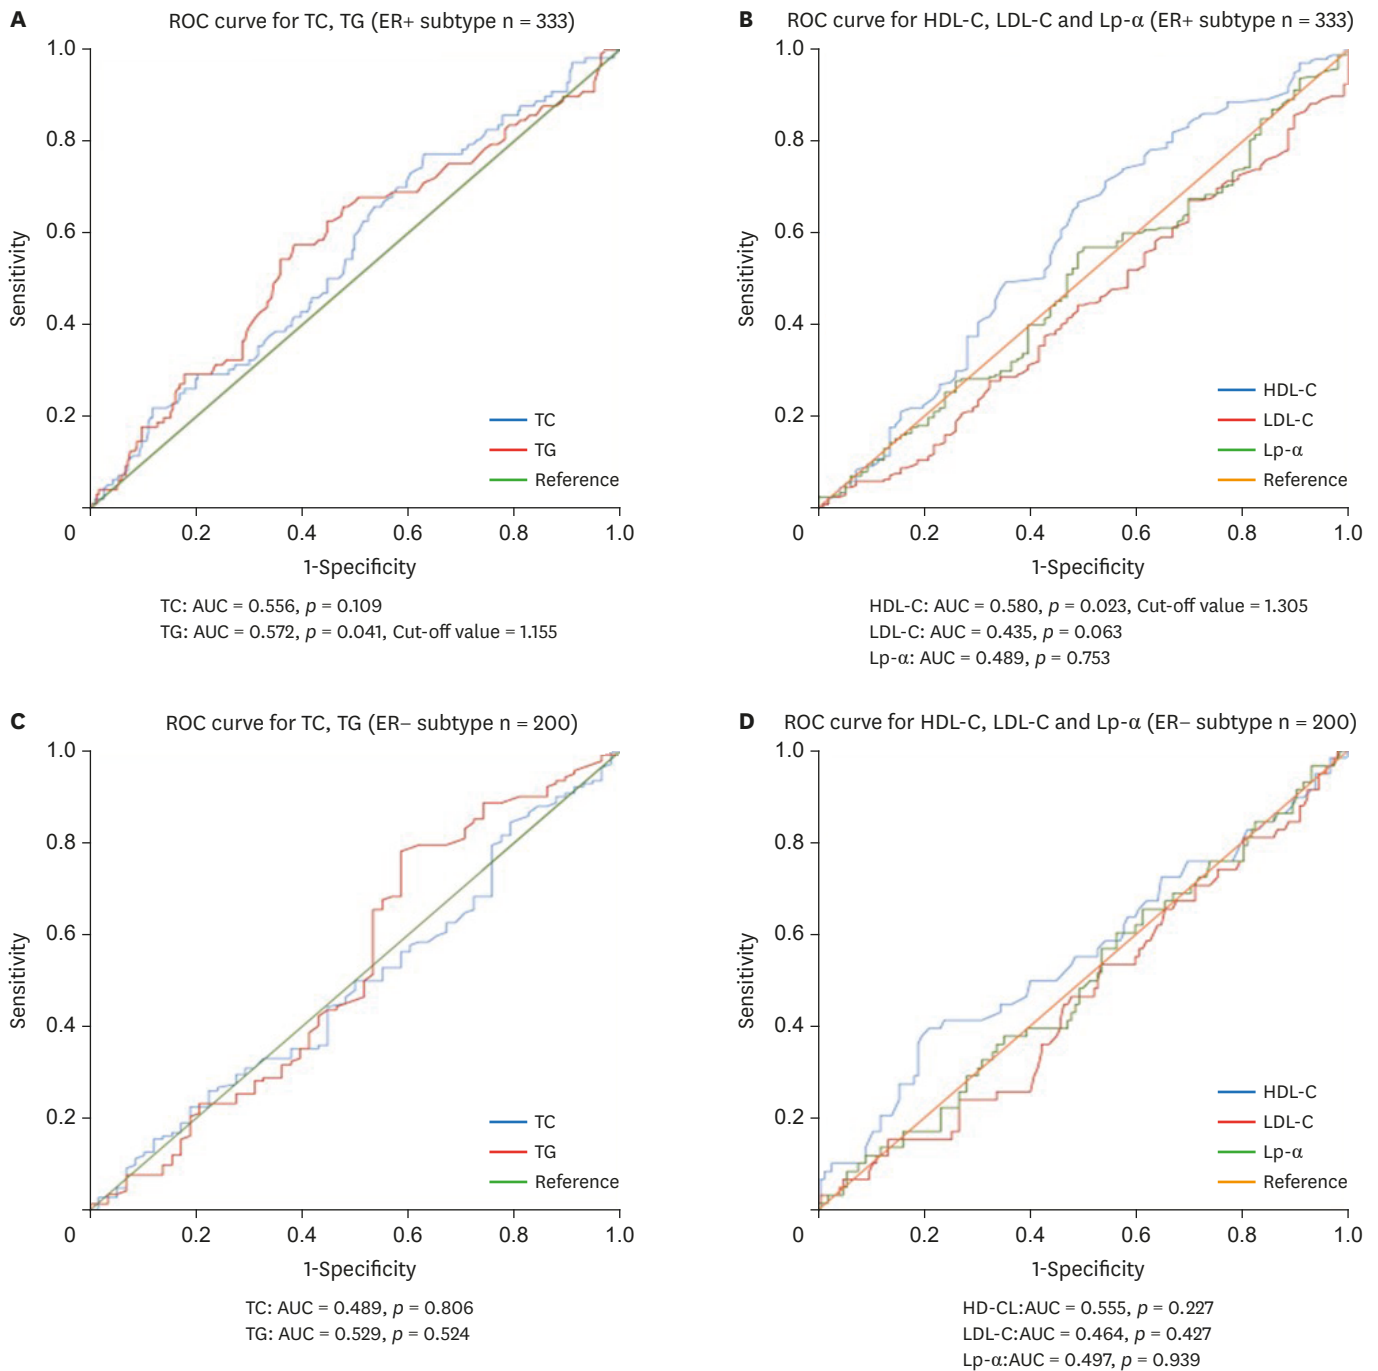 A ROC curve for TC, TG (ER+ subtype n = 333)
1.0
0.8
0.6
0.4
0.2
Sensitivity
TC
TG
Reference
0 0.2 0.4 0.6 0.8 1.0
1-Specificity
TC: AUC = 0.556, p = 0.109
TG: AUC = 0.572, p = 0.041, Cut-off value = 1.155
B ROC curve for HDL-C, LDL-C and Lp-α (ER+ subtype n = 333)
1.0
0.8
0.6
0.4
0.2
Sensitivity
HDL-C
LDL-C
Lp-α
Reference
0 0.2 0.4 0.6 0.8 1.0
1-Specificity
HDL-C: AUC = 0.580, p = 0.023, Cut-off value = 1.305
LDL-C: AUC = 0.435, p = 0.063
Lp-α: AUC = 0.489, p = 0.753
C ROC curve for TC, TG (ER− subtype n = 200)
1.0
0.8
0.6
0.4
0.2
Sensitivity
TC
TG
Reference
0 0.2 0.4 0.6 0.8 1.0
1-Specificity
TC: AUC = 0.489, p = 0.806
TG: AUC = 0.529, p = 0.524
D ROC curve for HDL-C, LDL-C and Lp-α (ER− subtype n = 200)
1.0
0.8
0.6
0.4
0.2
Sensitivity
HDL-C
LDL-C
Lp-α
Reference
0 0.2 0.4 0.6 0.8 1.0
1-Specificity
HD-CL:AUC = 0.555, p = 0.227
LDL-C:AUC = 0.464, p = 0.427
Lp-α:AUC = 0.497, p = 0.939